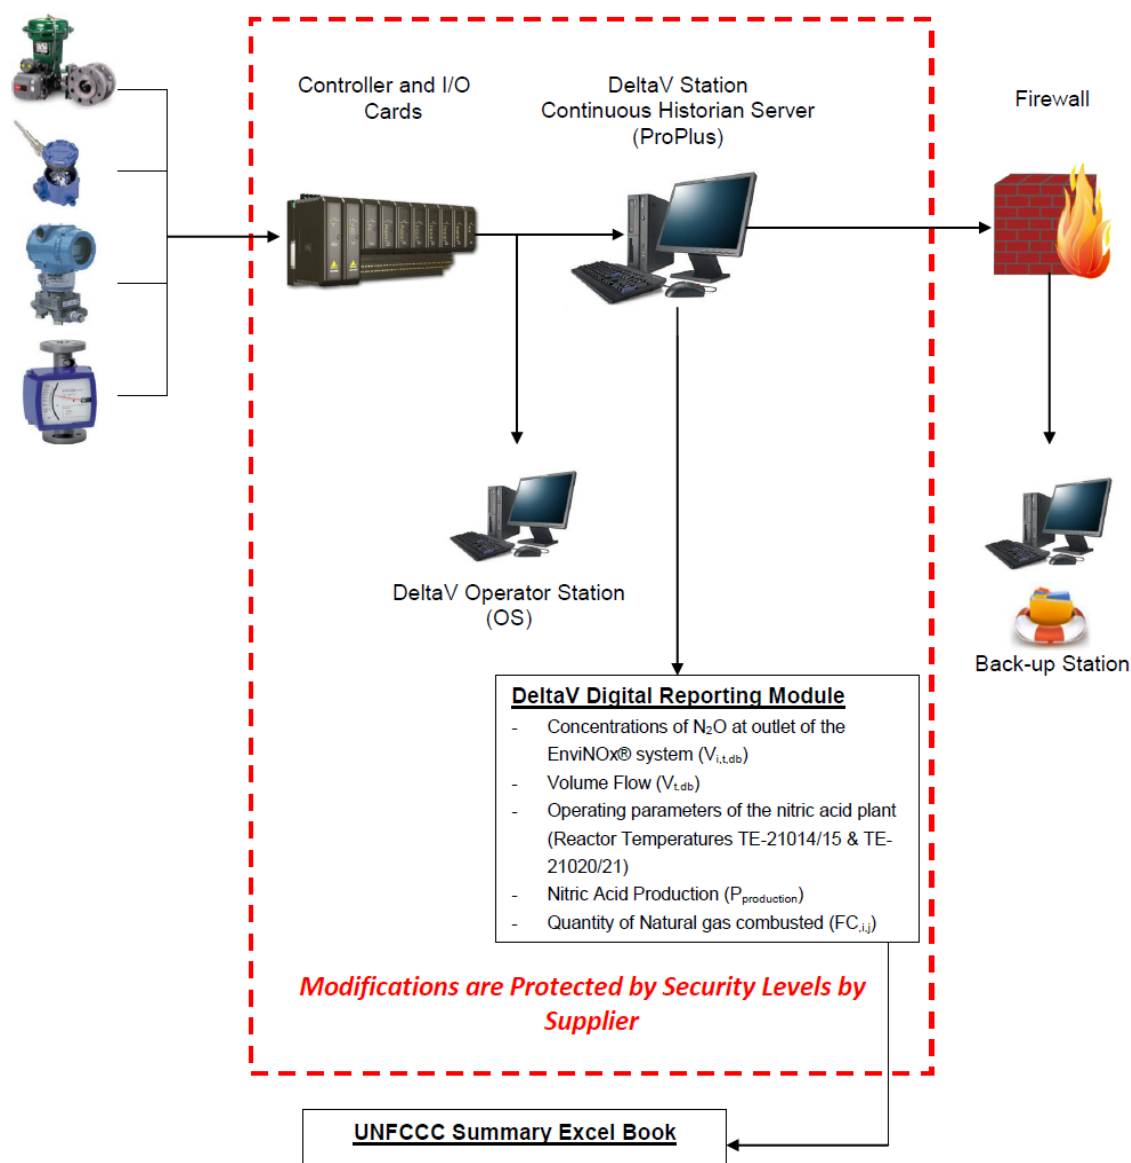 Controller and I/O
Cards
DeltaV Station
Continuous Historian Server
(ProPlus)
Firewall
DeltaV Operator Station
(OS)
Back-up Station
DeltaV Digital Reporting Module
- Concentrations of N₂O at outlet of the
EnviNOx® system (Vi,t,db)
- Volume Flow (Vt.db)
- Operating parameters of the nitric acid plant
(Reactor Temperatures TE-21014/15 & TE-
21020/21)
- Nitric Acid Production (Pproduction)
- Quantity of Natural gas combusted (FC,i,j)
Modifications are Protected by Security Levels by
Supplier
UNFCCC Summary Excel Book